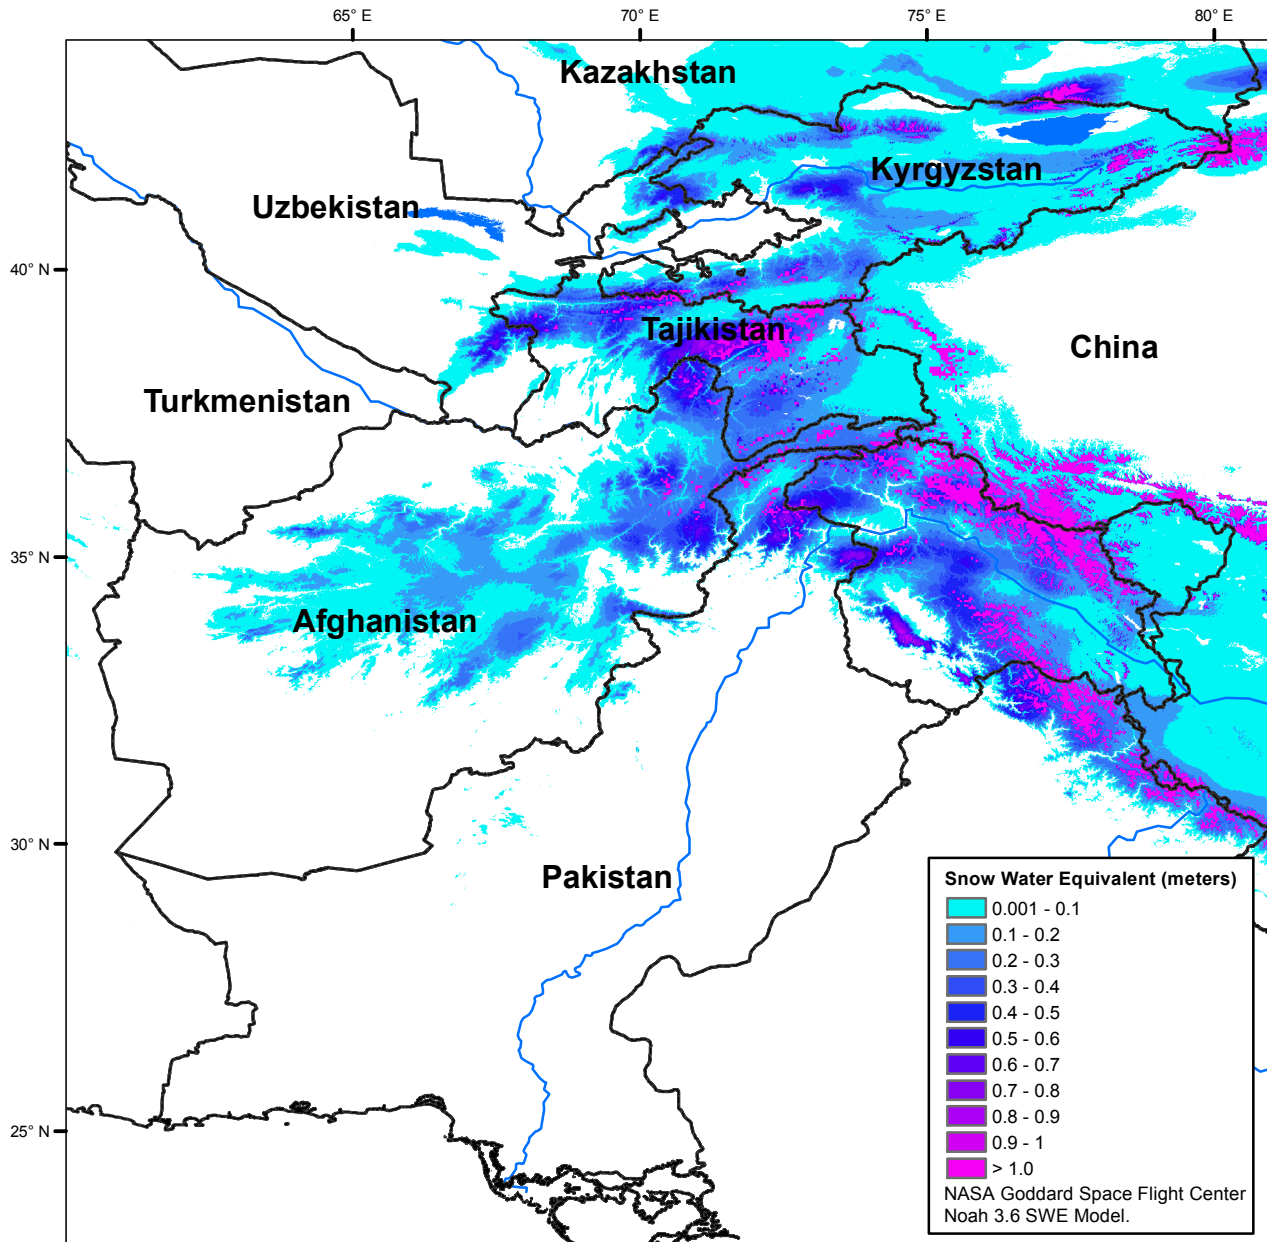 65° E
70° E
75° E
80° E
Kazakhstan
Kyrgyzstan
Uzbekistan
40° N
Tajikistan
China
Turkmenistan
35° N
Afghanistan
30° N
Pakistan
25° N
Snow Water Equivalent (meters)
0.001 - 0.1
0.1 - 0.2
0.2 - 0.3
0.3 - 0.4
0.4 - 0.5
0.5 - 0.6
0.6 - 0.7
0.7 - 0.8
0.8 - 0.9
0.9 - 1
> 1.0
NASA Goddard Space Flight Center
Noah 3.6 SWE Model.